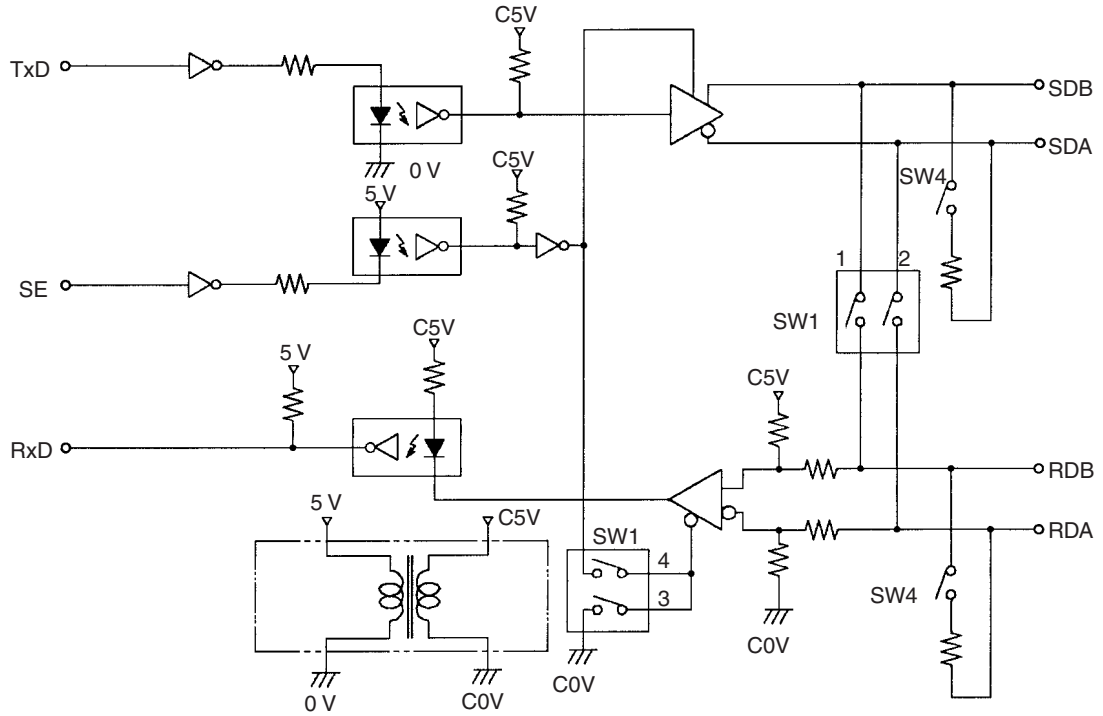 C5V
TxD
SDB
SDA
0 V
C5V
5 V
SW4
SE
1 2
SW1
C5V
5 V
C5V
RxD
RDB
5 V
C5V
SW1
RDA
4
3
SW4
C0V
0 V
C0V
C0V